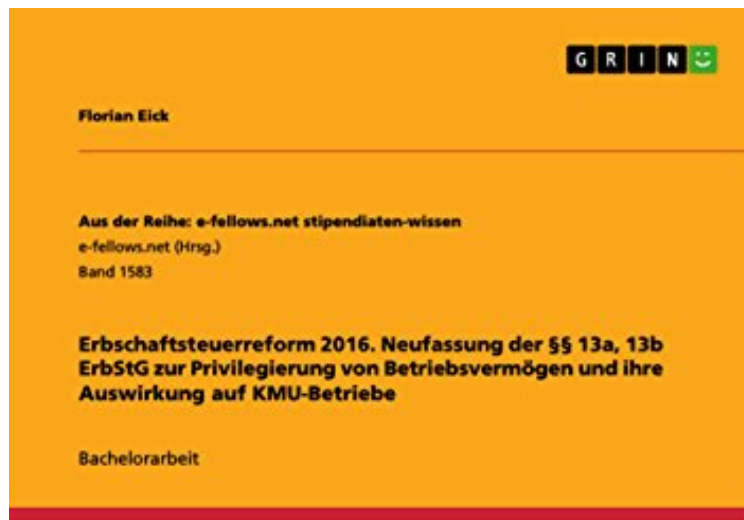 GRIN
Florian Eick
Aus der Reihe: e-fellows.net stipendiaten-wissen
e-fellows.net (Hrsg.)
Band 1583
Erbschaftsteuerreform 2016. Neufassung der §§ 13a, 13b
ErbStG zur Privilegierung von Betriebsvermögen und ihre
Auswirkung auf KMU-Betriebe
Bachelorarbeit